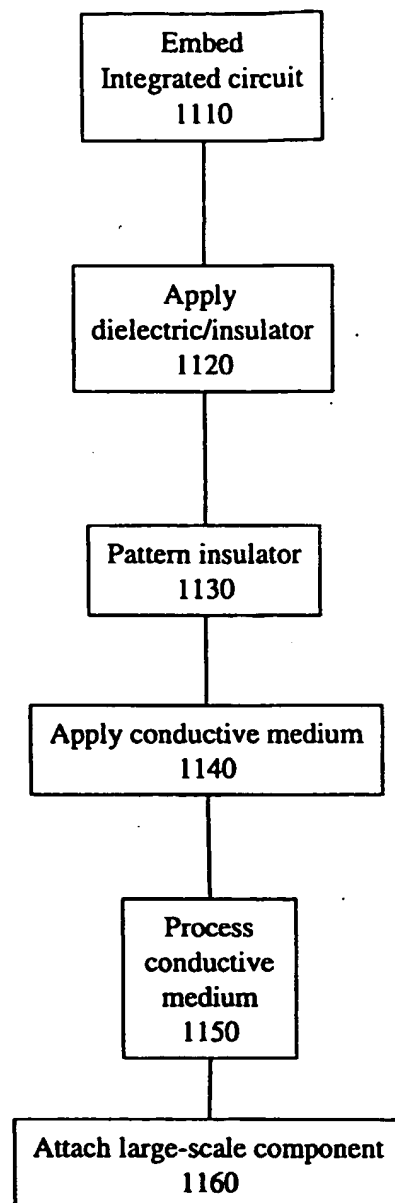 Embed
Integrated circuit
1110
Apply
dielectric/insulator
1120
Pattern insulator
1130
Apply conductive medium
1140
Process
conductive
medium
1150
Attach large-scale component
1160